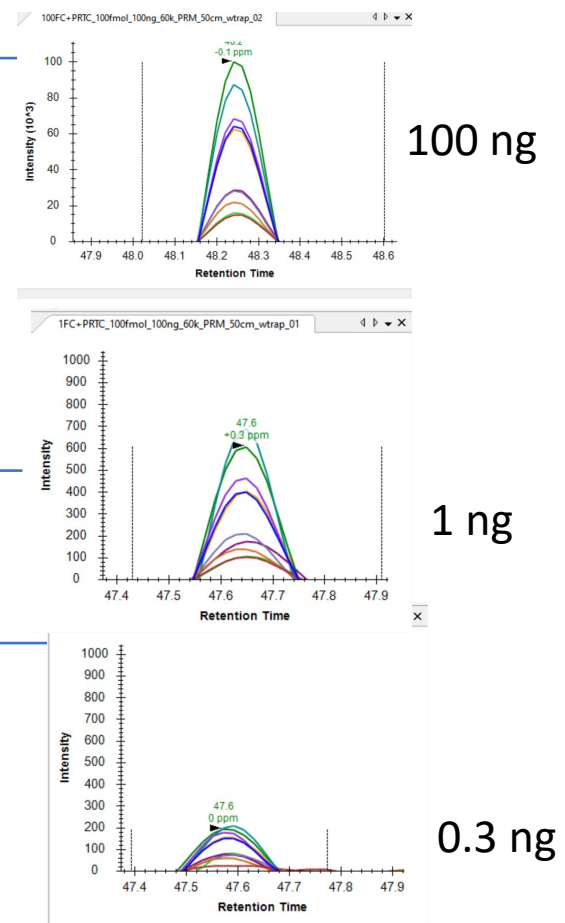 100FC+PRTC_100fmol_100ng_60k_PRM_50cm_wtrap_02
48.2
-0.1 ppm
100
80
60
40
20
0
Intensity (10^3)
47.9 48.0 48.1 48.2 48.3 48.4 48.5 48.6
Retention Time
100 ng
1FC+PRTC_100fmol_100ng_60k_PRM_50cm_wtrap_01
1000
900
800
700
600
500
400
300
200
100
0
Intensity
47.6
+0.3 ppm
47.4 47.5 47.6 47.7 47.8 47.9
Retention Time
1 ng
1000
900
800
700
600
500
400
300
200
100
0
Intensity
47.6
0 ppm
47.4 47.5 47.6 47.7 47.8 47.9
Retention Time
0.3 ng